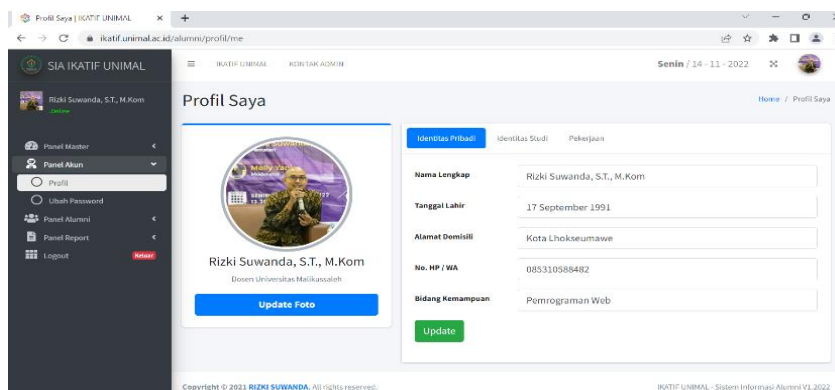 Profil Saya | IKATIF UNIMAL
ikatif.unimal.ac.id/alumni/profil/me
SIA IKATIF UNIMAL
IKATIF UNIMAL KONTAK ADMIN
Senin / 14 - 11 - 2022
Rizki Suwanda, S.T., M.Kom
Online
Panel Master
Panel Akun
Profil
Ubah Password
Panel Alumni
Panel Report
Logout Keluar
Profil Saya
Home / Profil Saya
Rizki Suwanda, S.T., M.Kom
Dosen Universitas Malikussaleh
Update Foto
Identitas Pribadi Identitas Studi Pekerjaan
Nama Lengkap Rizki Suwanda, S.T., M.Kom
Tanggal Lahir 17 September 1991
Alamat Domisili Kota Lhokseumawe
No. HP / WA 085310588482
Bidang Kemampuan Pemrograman Web
Update
Copyright © 2021 RIZKI SUWANDA. All rights reserved.
IKATIF UNIMAL - Sistem Informasi Alumni V1.2022